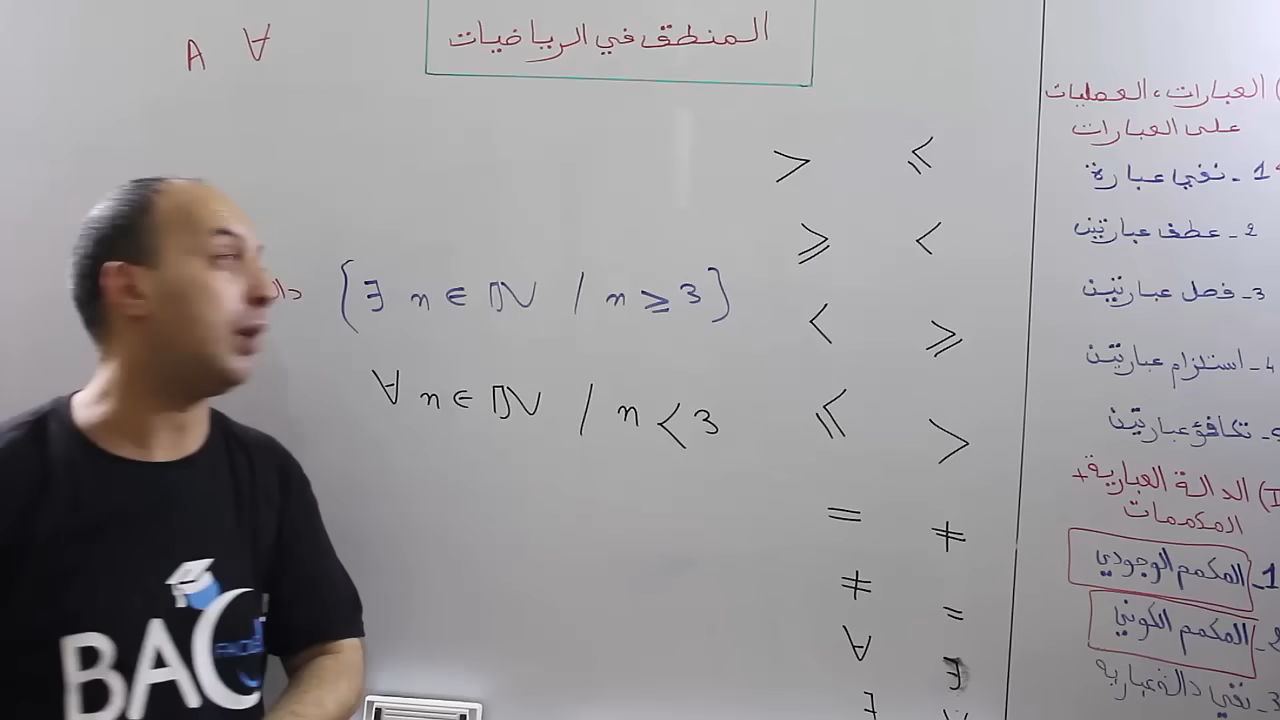 المنطق في الرياضيات
A ∀
> ⩽
⩾ <
< ⩾
⩽ >
= ≠
≠ =
∀ ∃
∃
(∃ n ∈ ℕ / n ≥ 3)
∀ n ∈ ℕ / n < 3
العبارات، العمليات
على العبارات
1 - نفي عبارة
2 - عطف عبارتين
3 - فصل عبارتين
4 - استلزام عبارتين
تكافؤ عبارتين
الدالة العبارية +
المكممات
1 - المكمم الوجودي
2 - المكمم الكوني
3 - نفي دالة عبارية
BAC